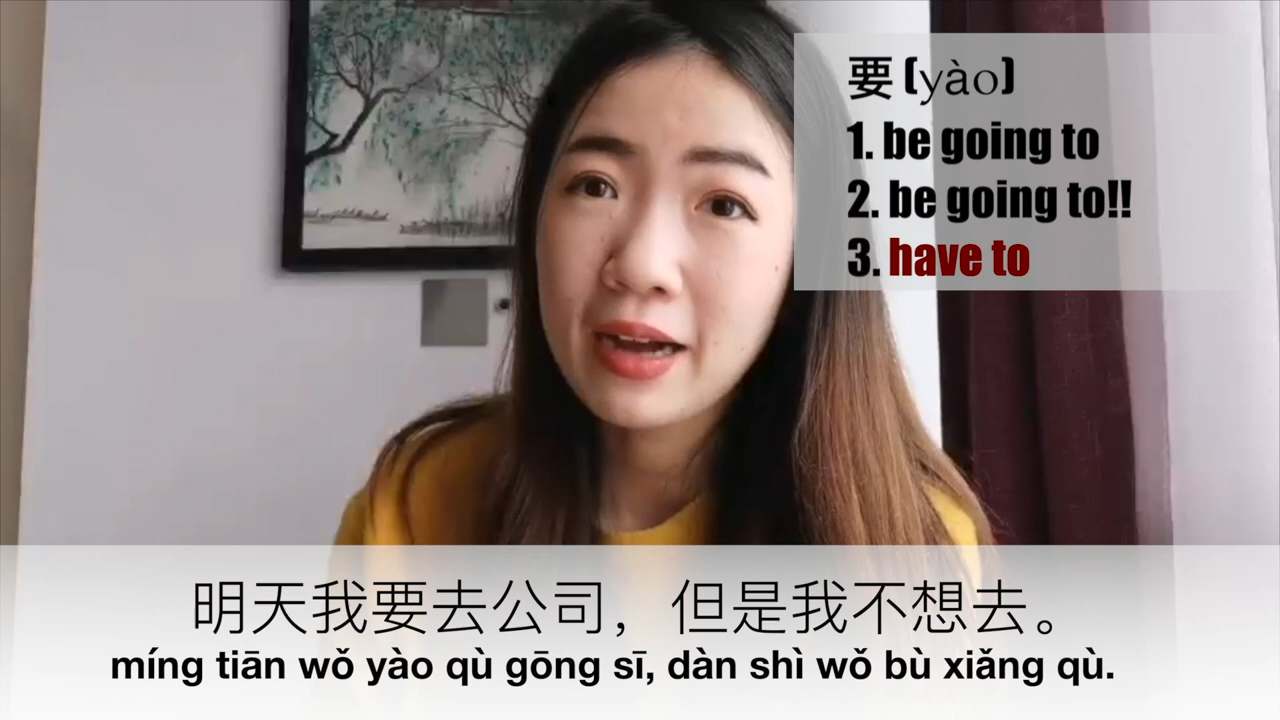 要 (yào)
1. be going to
2. be going to!!
3. have to
明天我要去公司，但是我不想去。
míng tiān wǒ yào qù gōng sī, dàn shì wǒ bù xiǎng qù.